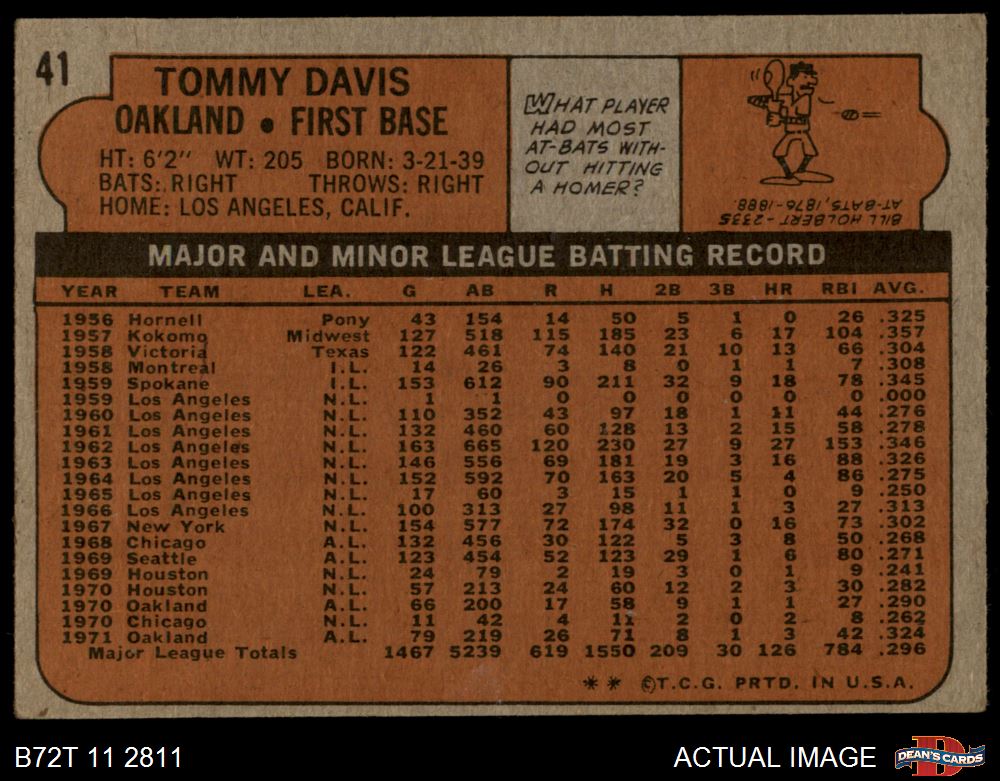 41
TOMMY DAVIS
OAKLAND • FIRST BASE
HT: 6'2" WT: 205 BORN: 3-21-39
BATS: RIGHT THROWS: RIGHT
HOME: LOS ANGELES, CALIF.
WHAT PLAYER
HAD MOST
AT-BATS WITH-
OUT HITTING
A HOMER?
BILL HOLBERT - 2335
AT-BATS, 1876-1888.
MAJOR AND MINOR LEAGUE BATTING RECORD
YEAR TEAM LEA. G AB R H 2B 3B HR RBI AVG.
1956 Hornell Pony 43 154 14 50 5 1 0 26 .325
1957 Kokomo Midwest 127 518 115 185 23 6 17 104 .357
1958 Victoria Texas 122 461 74 140 21 10 13 66 .304
1958 Montreal I.L. 14 26 3 8 0 1 1 7 .308
1959 Spokane I.L. 153 612 90 211 32 9 18 78 .345
1959 Los Angeles N.L. 1 1 0 0 0 0 0 0 .000
1960 Los Angeles N.L. 110 352 43 97 18 1 11 44 .276
1961 Los Angeles N.L. 132 460 60 128 13 2 15 58 .278
1962 Los Angeles N.L. 163 665 120 230 27 9 27 153 .346
1963 Los Angeles N.L. 146 556 69 181 19 3 16 88 .326
1964 Los Angeles N.L. 152 592 70 163 20 5 4 86 .275
1965 Los Angeles N.L. 17 60 3 15 1 1 0 9 .250
1966 Los Angeles N.L. 100 313 27 98 11 1 3 27 .313
1967 New York N.L. 154 577 72 174 32 0 16 73 .302
1968 Chicago A.L. 132 456 30 122 5 3 8 50 .268
1969 Seattle A.L. 123 454 52 123 29 1 6 80 .271
1969 Houston N.L. 24 79 2 19 3 0 1 9 .241
1970 Houston N.L. 57 213 24 60 12 2 3 30 .282
1970 Oakland A.L. 66 200 17 58 9 1 1 27 .290
1970 Chicago N.L. 11 42 4 11 2 0 2 8 .262
1971 Oakland A.L. 79 219 26 71 8 1 3 42 .324
Major League Totals 1467 5239 619 1550 209 30 126 784 .296
** ©T.C.G. PRTD. IN U.S.A.
B72T 11 2811
ACTUAL IMAGE
D
DEAN'S CARDS